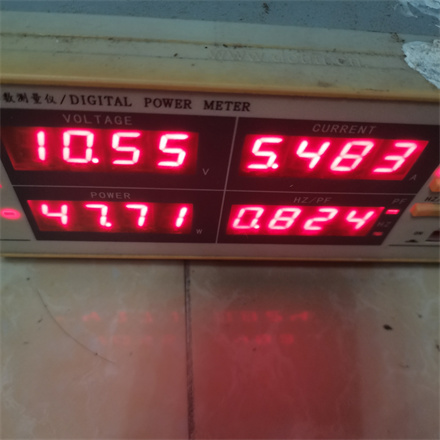 数测量仪/DIGITAL POWER METER
VOLTAGE CURRENT
10.55 V 5.483 A
POWER HZ/PF PF
47.71 W 0.824 HZ